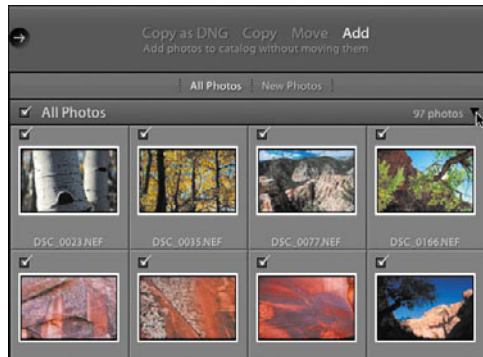 Copy as DNG Copy Move Add
Add photos to catalog without moving them
All Photos New Photos
All Photos 97 photos
DSC_0023.NEF DSC_0035.NEF DSC_0077.NEF DSC_0166.NEF